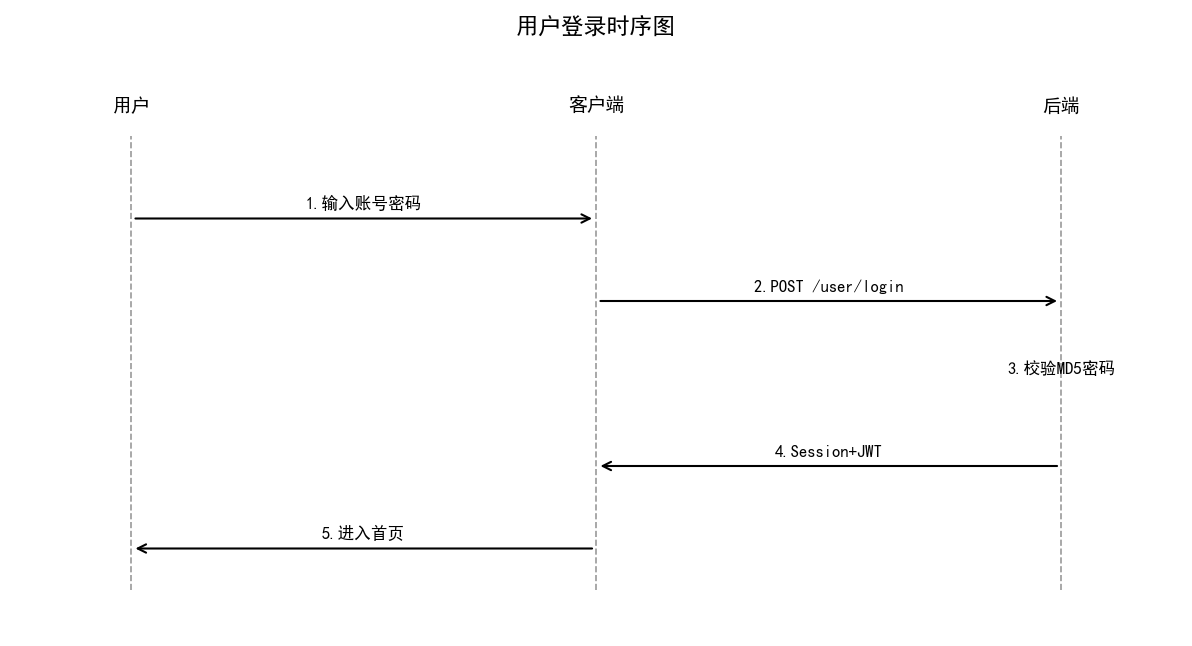 用户登录时序图
用户
客户端
后端
1.输入账号密码
2.POST /user/login
3.校验MD5密码
4.Session+JWT
5.进入首页